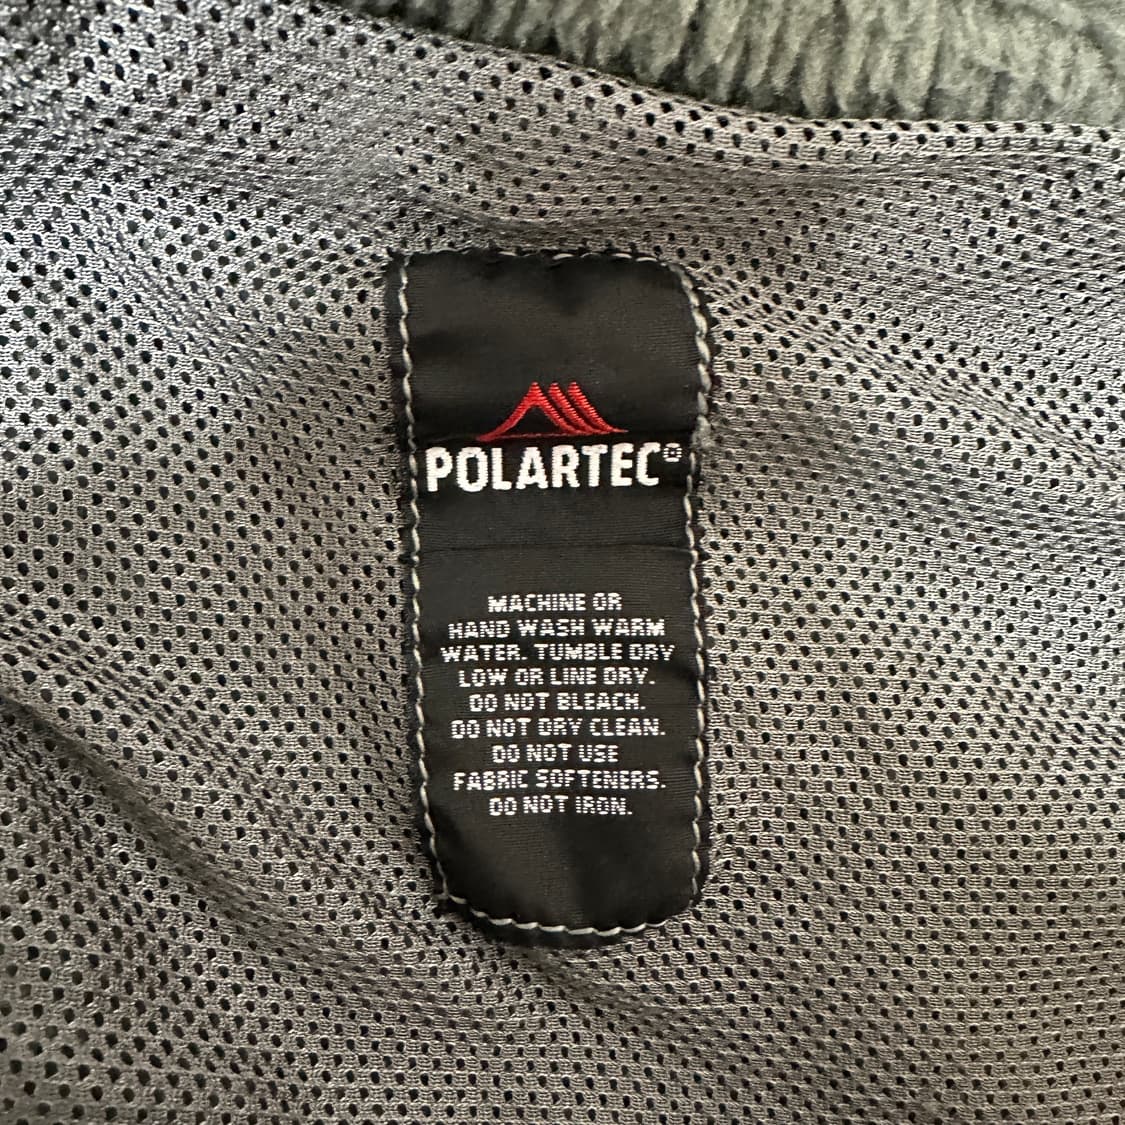 POLARTEC®
MACHINE OR
HAND WASH WARM
WATER. TUMBLE DRY
LOW OR LINE DRY.
DO NOT BLEACH.
DO NOT DRY CLEAN.
DO NOT USE
FABRIC SOFTENERS.
DO NOT IRON.